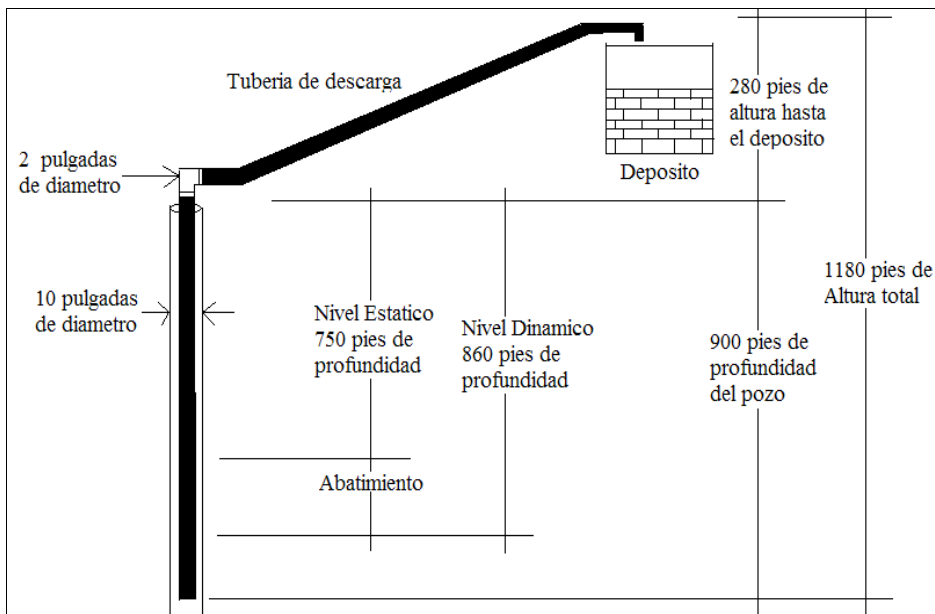 Tuberia de descarga
280 pies de
altura hasta
el deposito
2 pulgadas
de diametro
Deposito
10 pulgadas
de diametro
Nivel Estatico
750 pies de
profundidad
Nivel Dinamico
860 pies de
profundidad
900 pies de
profundidad
del pozo
1180 pies de
Altura total
Abatimiento